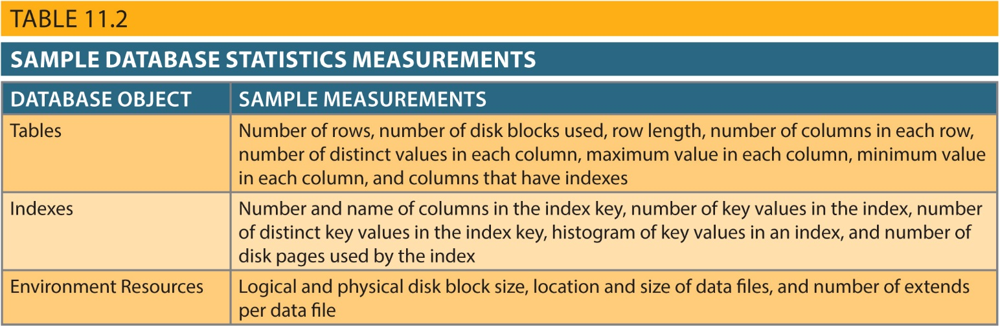 TABLE 11.2
SAMPLE DATABASE STATISTICS MEASUREMENTS
DATABASE OBJECT
SAMPLE MEASUREMENTS
Tables
Number of rows, number of disk blocks used, row length, number of columns in each row,
number of distinct values in each column, maximum value in each column, minimum value
in each column, and columns that have indexes
Indexes
Number and name of columns in the index key, number of key values in the index, number
of distinct key values in the index key, histogram of key values in an index, and number of
disk pages used by the index
Environment Resources
Logical and physical disk block size, location and size of data files, and number of extends
per data file